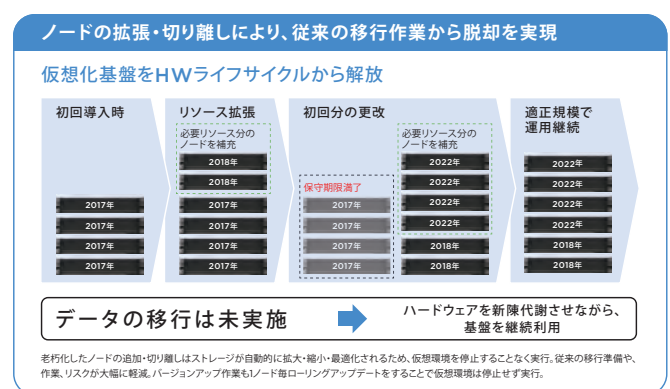 ノードの拡張・切り離しにより、従来の移行作業から脱却を実現
仮想化基盤をHWライフサイクルから解放
初回導入時
2017年
2017年
2017年
2017年
リソース拡張
必要リソース分の
ノードを補充
2018年
2018年
2017年
2017年
2017年
2017年
初回分の更改
保守期限満了
2017年
2017年
2017年
2017年
必要リソース分の
ノードを補充
2022年
2022年
2022年
2022年
2018年
2018年
適正規模で
運用継続
2022年
2022年
2022年
2022年
2018年
2018年
データの移行は未実施
ハードウェアを新陳代謝させながら、
基盤を継続利用
老朽化したノードの追加・切り離しはストレージが自動的に拡大・縮小・最適化されるため、仮想環境を停止することなく実行。従来の移行準備や、
作業、リスクが大幅に軽減。バージョンアップ作業も1ノード毎ローリングアップデートをすることで仮想環境は停止せず実行。